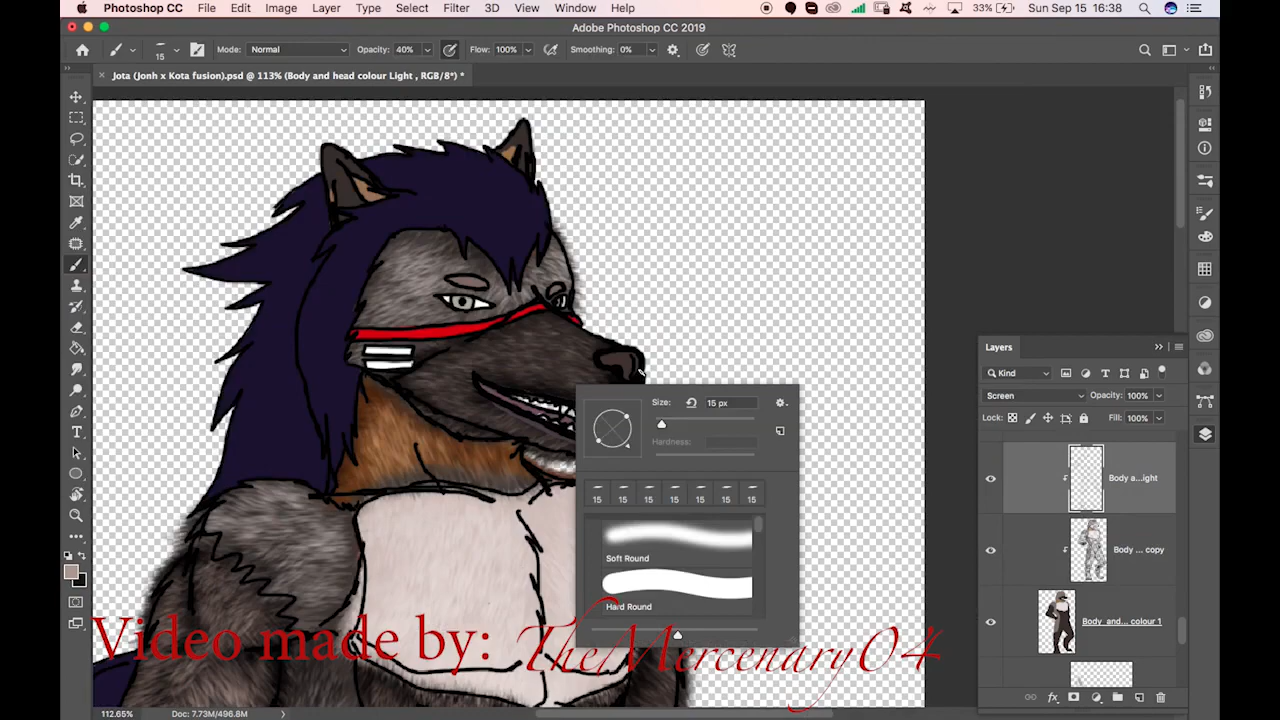 Photoshop CC File Edit Image Layer Type Select Filter 3D View Window Help 33% Sun Sep 15 16:38
Adobe Photoshop CC 2019
15 Mode: Normal Opacity: 40% Flow: 100% Smoothing: 0%
Jota (Jonh x Kota fusion).psd @ 113% (Body and head colour Light , RGB/8*) *
Layers
Kind
Screen Opacity: 100%
Lock: Fill: 100%
Body a...ight
Body ... copy
Body and... colour 1
Size: 15 px
Hardness:
15 15 15 15 15 15 15
Soft Round
Hard Round
Video made by: TheMercenary04
112.65% Doc: 7.73M/496.8M